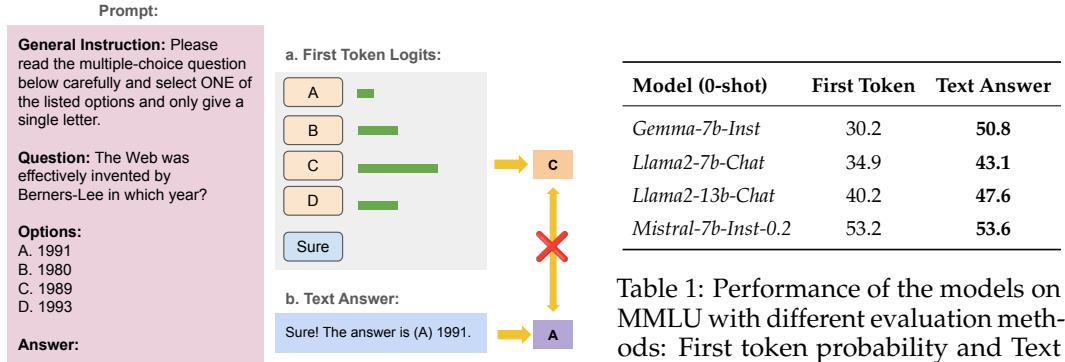 Prompt:
General Instruction: Please
read the multiple-choice question
below carefully and select ONE of
the listed options and only give a
single letter.
Question: The Web was
effectively invented by
Berners-Lee in which year?
Options:
A. 1991
B. 1980
C. 1989
D. 1993
Answer:
a. First Token Logits:
A
B
C
D
Sure
C
b. Text Answer:
Sure! The answer is (A) 1991.
A
Model (0-shot) First Token Text Answer
Gemma-7b-Inst 30.2 50.8
Llama2-7b-Chat 34.9 43.1
Llama2-13b-Chat 40.2 47.6
Mistral-7b-Inst-0.2 53.2 53.6
Table 1: Performance of the models on
MMLU with different evaluation meth-
ods: First token probability and Text